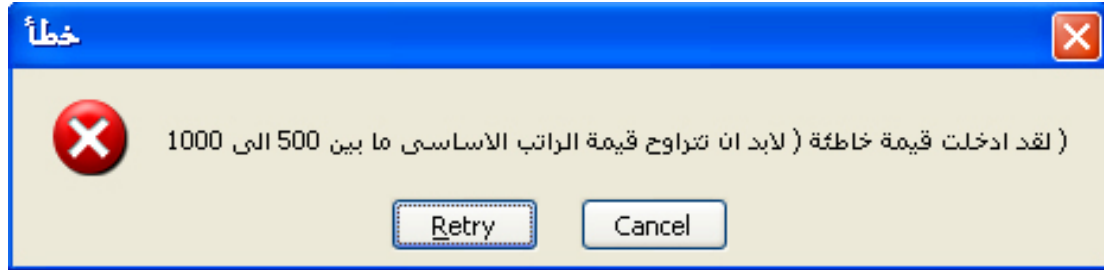 خطأ
لقد ادخلت قيمة خاطئة ( لابد ان تتراوح قيمة الراتب الاساسى ما بين 500 الى 1000 )
Retry
Cancel